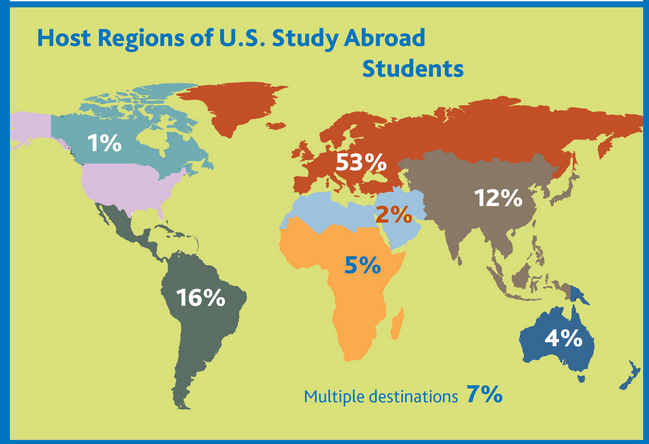 Host Regions of U.S. Study Abroad
Students
1%
53%
12%
2%
5%
16%
4%
Multiple destinations 7%